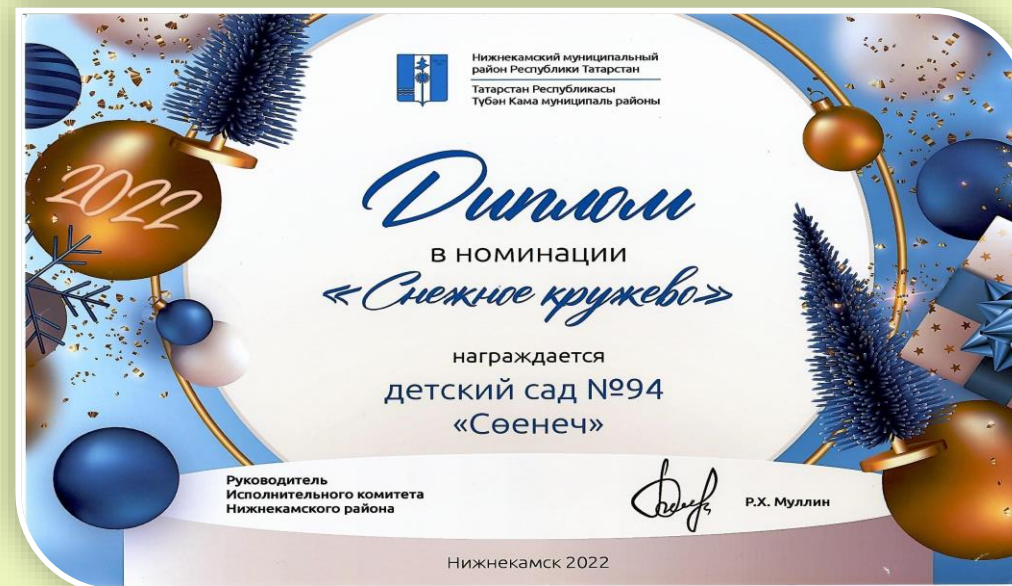 Нижнекамский муниципальный
район Республики Татарстан
Татарстан Республикасы
Түбән Кама муниципаль районы
2022
Диплом
в номинации
«Снежное кружево»
награждается
детский сад №94
«Сөенеч»
Руководитель
Исполнительного комитета
Нижнекамского района
Р.Х. Муллин
Нижнекамск 2022